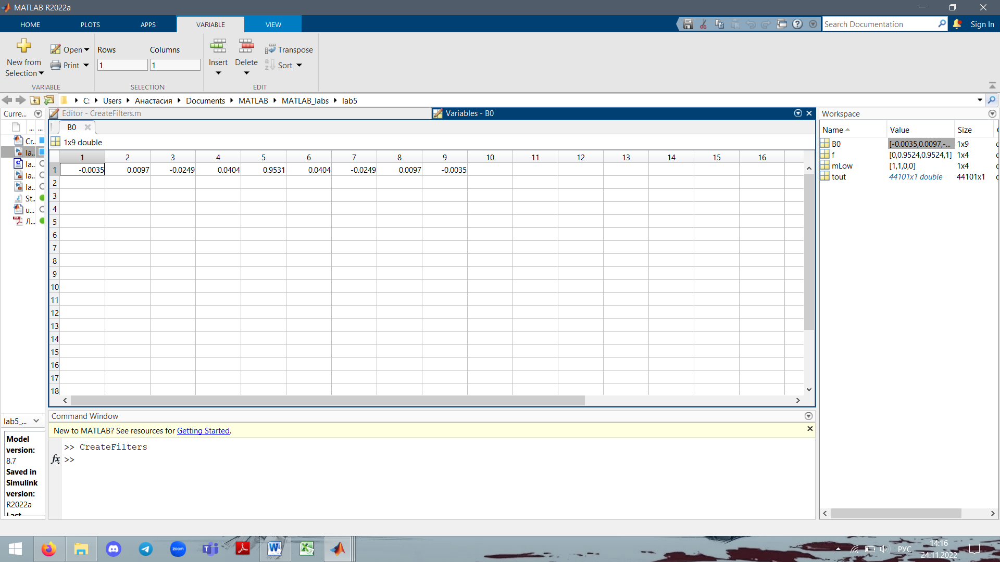 MATLAB R2022a
HOME PLOTS APPS VARIABLE VIEW Search Documentation Sign In
New from Selection
Open
Print
VARIABLE
Rows Columns
1 1
SELECTION
Insert
Delete
Transpose
Sort
EDIT
C: Users Анастасия Documents MATLAB MATLAB_labs lab5
Curre...
... ...
Cr..
la..
la..
la..
la..
St..
u...
Л...
lab5_...
Model
version:
8.7
Saved in
Simulink
version:
R2022a
Last
Editor - CreateFilters.m
Variables - B0
B0
1x9 double
1 2 3 4 5 6 7 8 9 10 11 12 13 14 15 16
1 -0.0035 0.0097 -0.0249 0.0404 0.9531 0.0404 -0.0249 0.0097 -0.0035
2
3
4
5
6
7
8
9
10
11
12
13
14
15
16
17
18
Command Window
New to MATLAB? See resources for Getting Started.
>> CreateFilters
fx >>
Workspace
Name Value Size
B0 [-0.0035,0.0097,-... 1x9
f [0,0.9524,0.9524,1] 1x4
mLow [1,1,0,0] 1x4
tout 44101x1 double 44101x1
zoom
РУС
14:16
24.11.2022